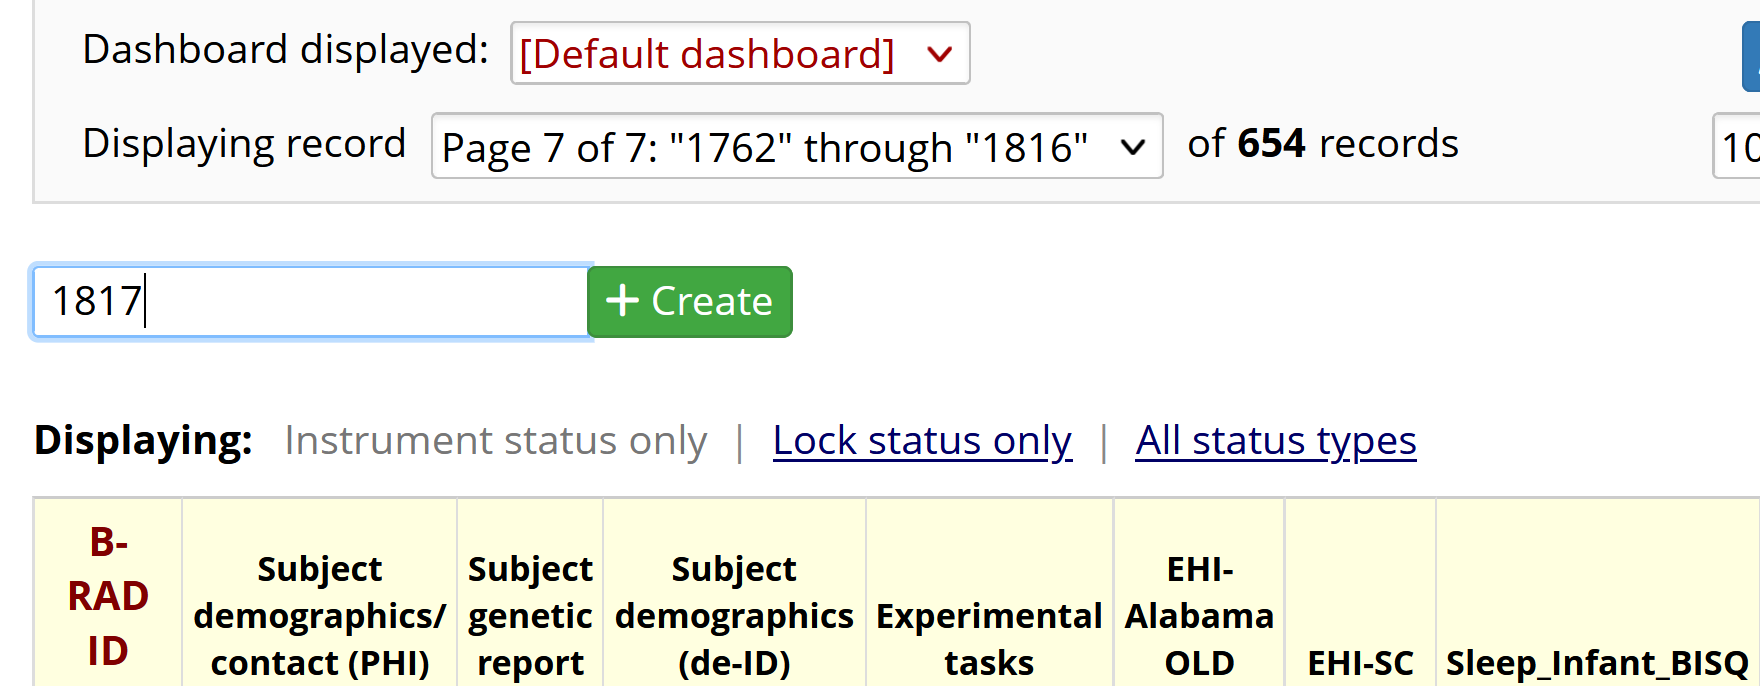 Dashboard displayed: [Default dashboard]
Displaying record Page 7 of 7: "1762" through "1816" of 654 records 10
1817 + Create
Displaying: Instrument status only | Lock status only | All status types
B-RAD ID
Subject demographics/ contact (PHI)
Subject genetic report
Subject demographics (de-ID)
Experimental tasks
EHI-Alabama OLD
EHI-SC
Sleep_Infant_BISQ